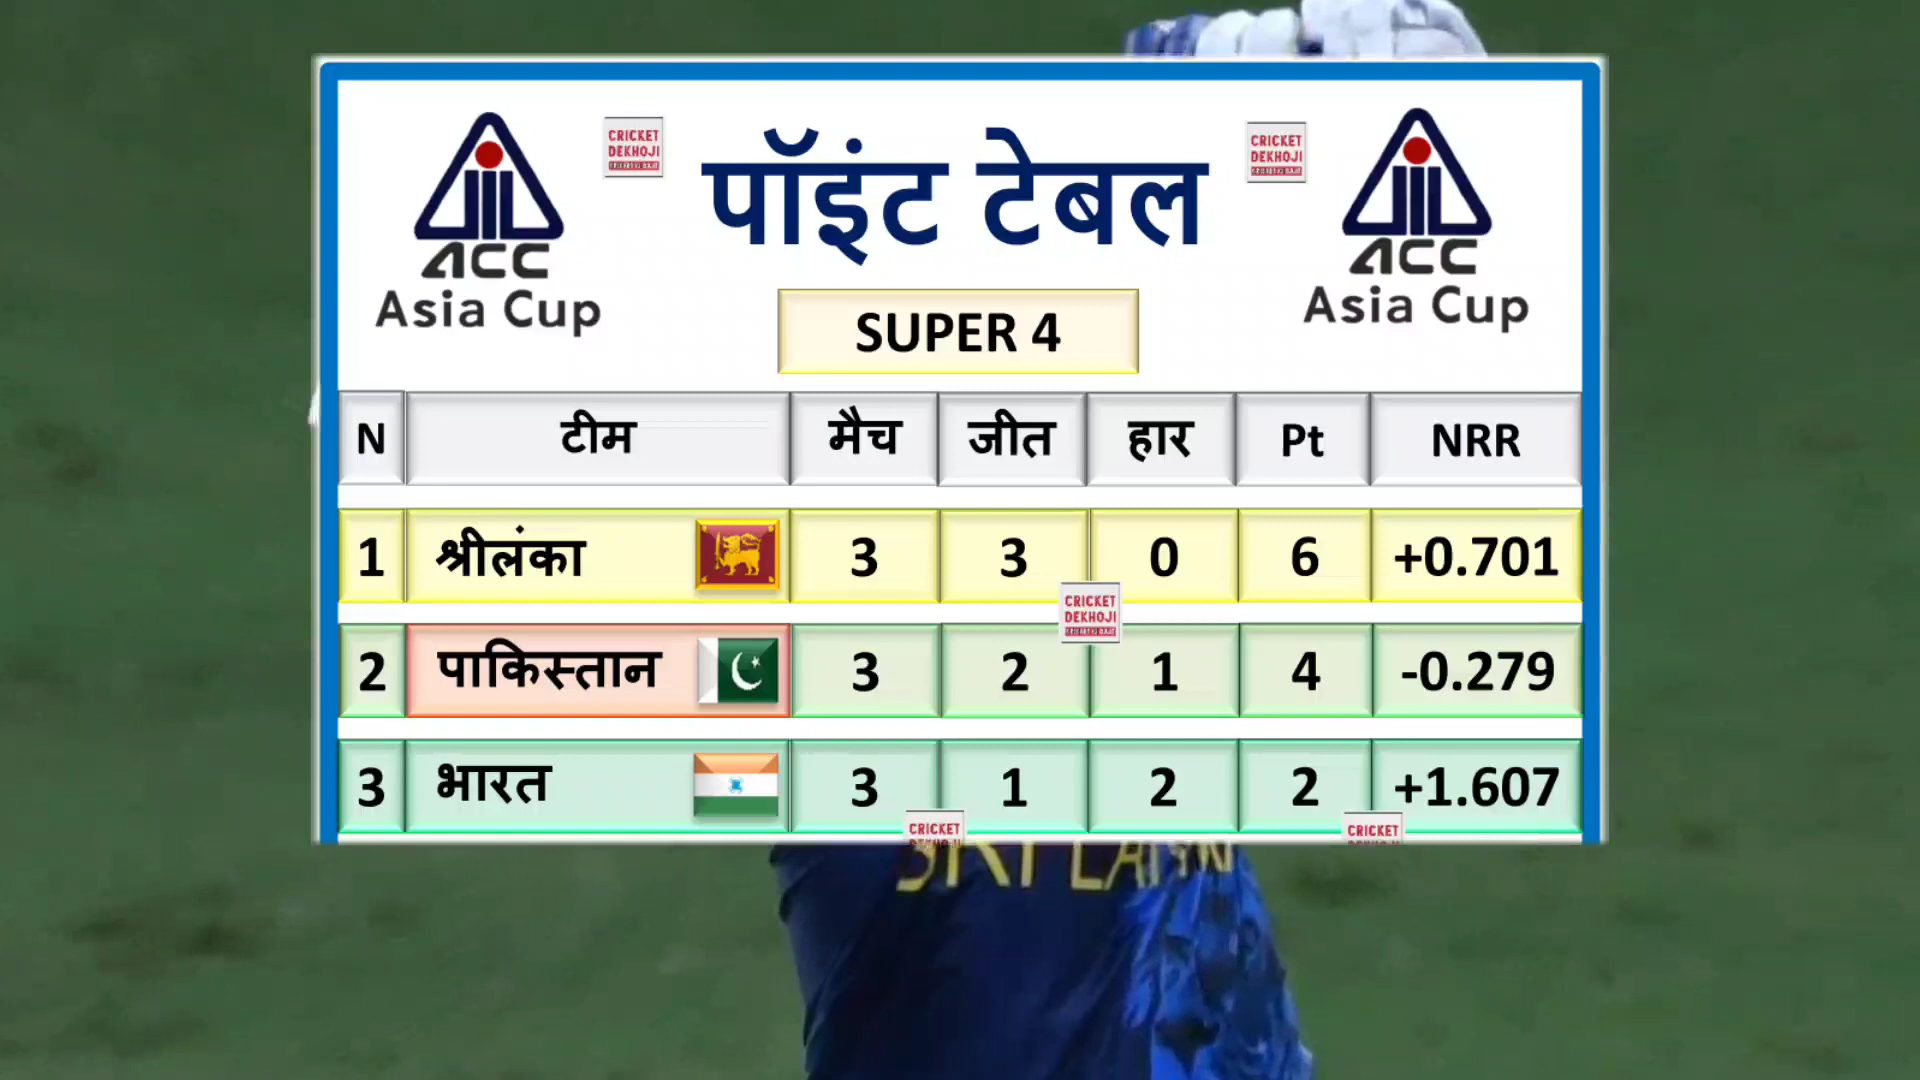 CRICKET
DEKHOJI
CRICKET
DEKHOJI
पॉइंट टेबल
ACC
Asia Cup
ACC
Asia Cup
SUPER 4
N टीम मैच जीत हार Pt NRR
1 श्रीलंका 3 3 0 6 +0.701
CRICKET
DEKHOJI
2 पाकिस्तान 3 2 1 4 -0.279
3 भारत 3 1 2 2 +1.607
CRICKET
CRICKET